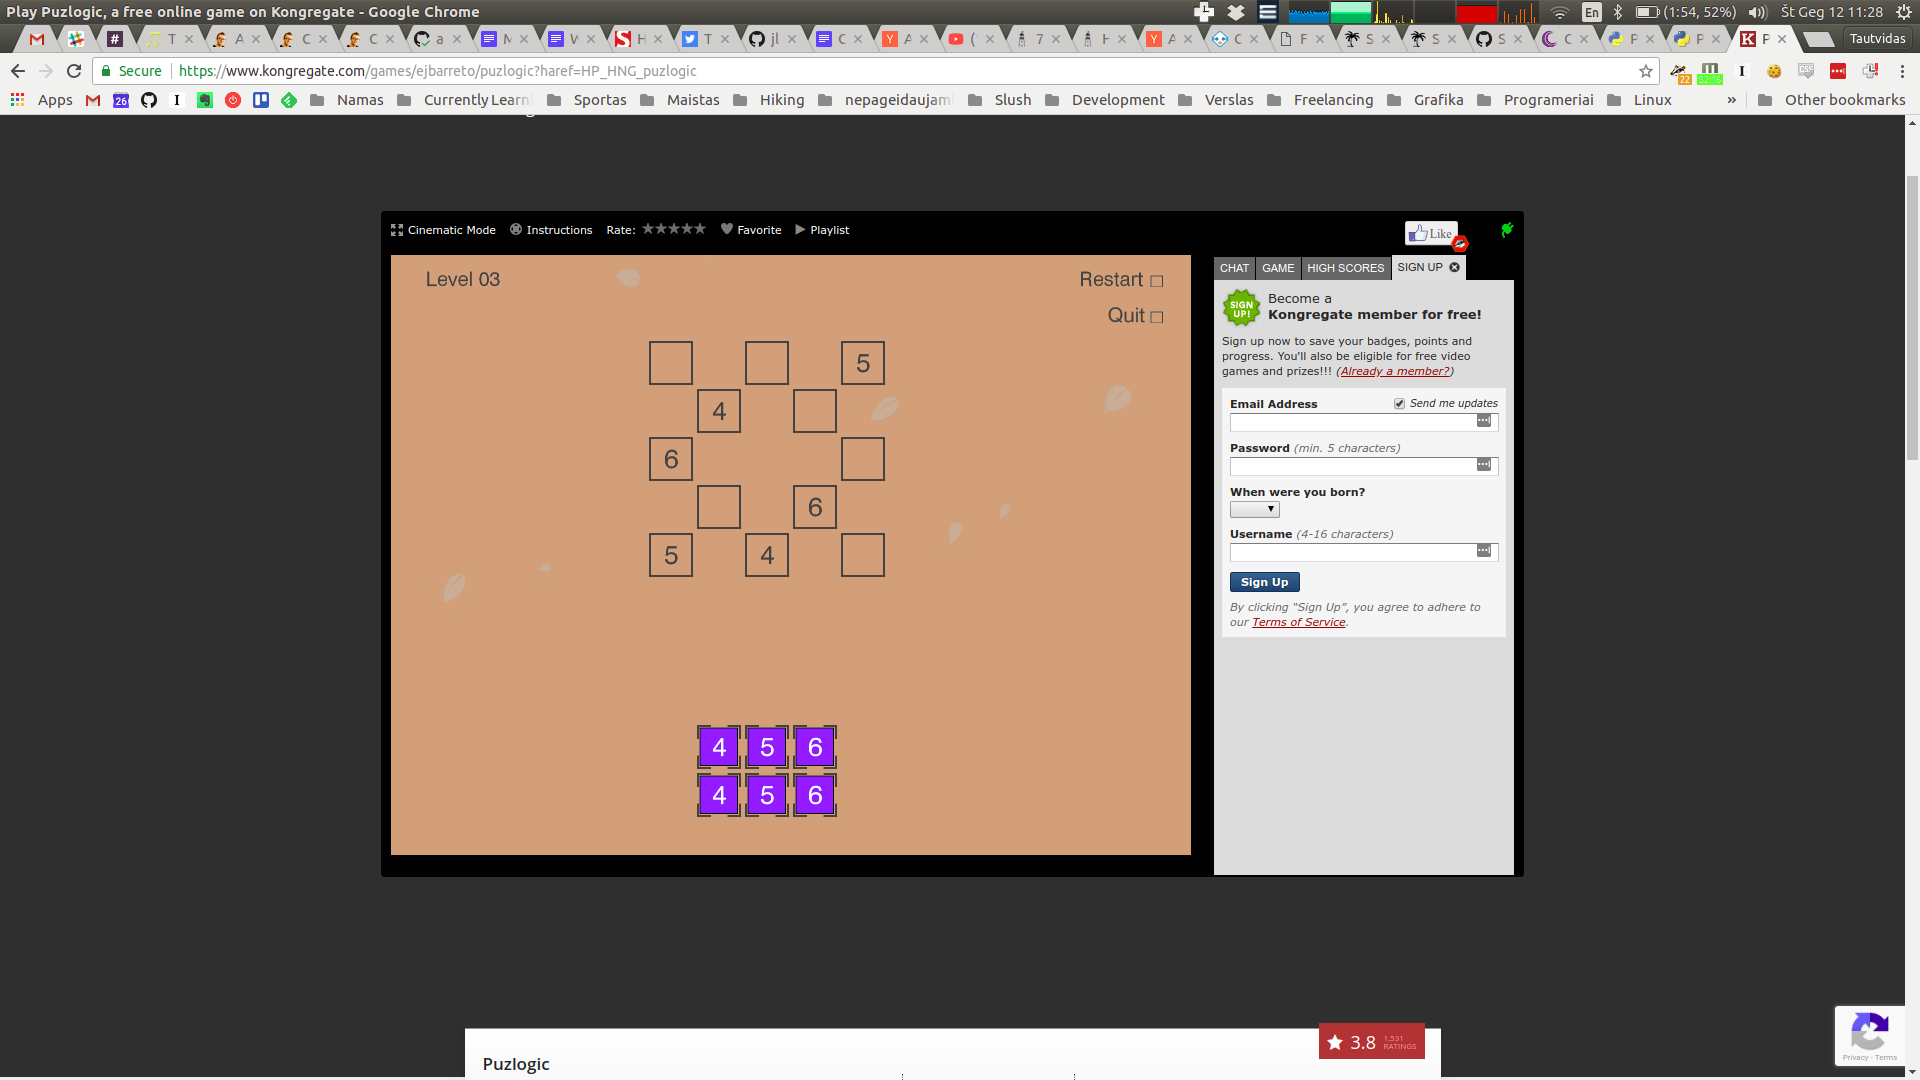 Play Puzlogic, a free online game on Kongregate - Google Chrome
En
(1:54, 52%)
Št Geg 12 11:28
Tautvidas
Secure
https://www.kongregate.com/games/ejbarreto/puzlogic?haref=HP_HNG_puzlogic
22
Apps
26
Namas
Currently Learni
Sportas
Maistas
Hiking
nepageidaujami
Slush
Development
Verslas
Freelancing
Grafika
Programeriai
Linux
»
Other bookmarks
Cinematic Mode
Instructions
Rate:
Favorite
Playlist
Like
Level 03
Restart
Quit
5
4
6
6
5 4
4 5 6
4 5 6
CHAT
GAME
HIGH SCORES
SIGN UP
SIGN UP!
Become a
Kongregate member for free!
Sign up now to save your badges, points and
progress. You'll also be eligible for free video
games and prizes!!! (Already a member?)
Email Address
Send me updates
Password (min. 5 characters)
When were you born?
Username (4-16 characters)
Sign Up
By clicking “Sign Up”, you agree to adhere to
our Terms of Service.
3.8
1,531
RATINGS
Puzlogic
Privacy - Terms